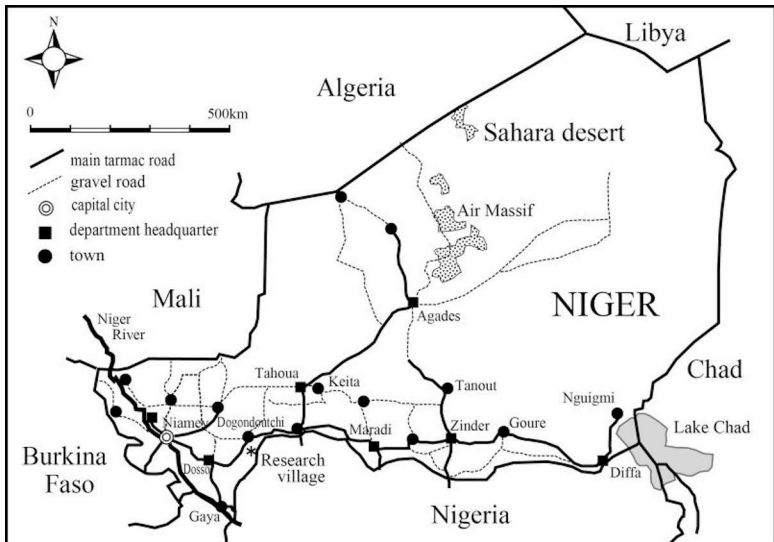 N
Libya
Algeria
0 500km
Sahara desert
main tarmac road
gravel road
capital city
Air Massif
department headquarter
town
Mali
NIGER
Niger
River
Agades
Chad
Tahoua
Keita
Tanout
Nguigmi
Niamey
Dogondoutchi
Maradi
Zinder
Goure
Lake Chad
Burkina
Faso
Dosso
Research
village
Diffa
Gaya
Nigeria